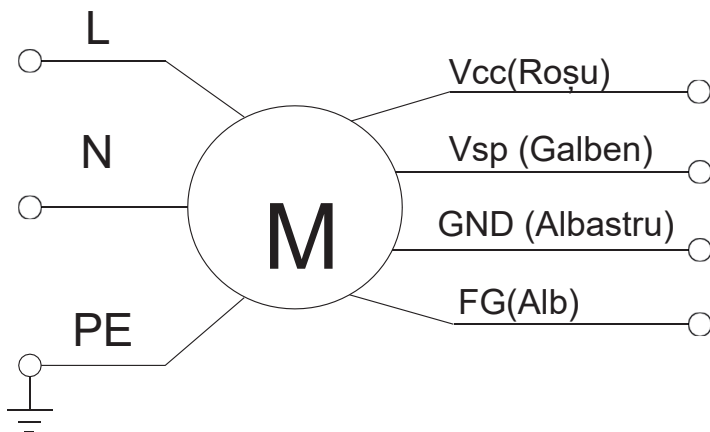 L
N
PE
M
Vcc(Roșu)
Vsp (Galben)
GND (Albastru)
FG(Alb)